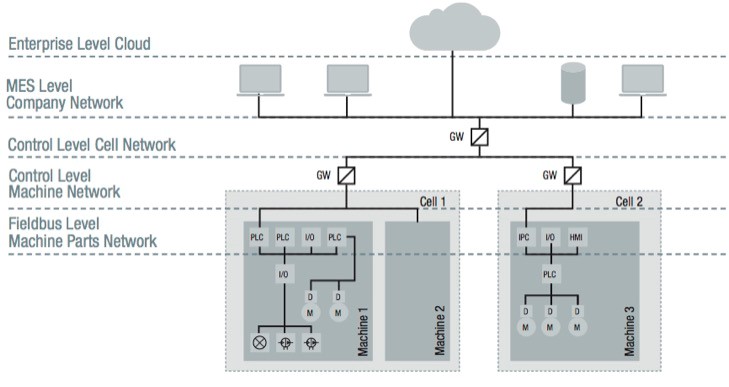 Enterprise Level Cloud
MES Level
Company Network
GW
Control Level Cell Network
Control Level
Machine Network
GW
GW
Cell 1
Cell 2
Fieldbus Level
Machine Parts Network
PLC PLC I/O PLC
IPC I/O HMI
I/O
PLC
D D
M M
D D D
M M M
Machine 1
Machine 2
Machine 3